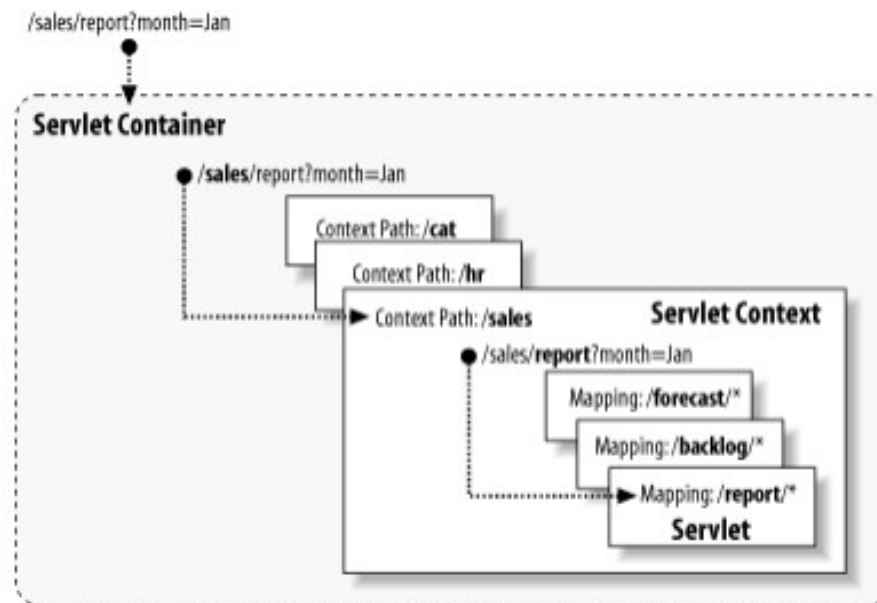 /sales/report?month=Jan
Servlet Container
/sales/report?month=Jan
Context Path: /cat
Context Path: /hr
Context Path: /sales
Servlet Context
/sales/report?month=Jan
Mapping: /forecast/*
Mapping: /backlog/*
Mapping: /report/*
Servlet